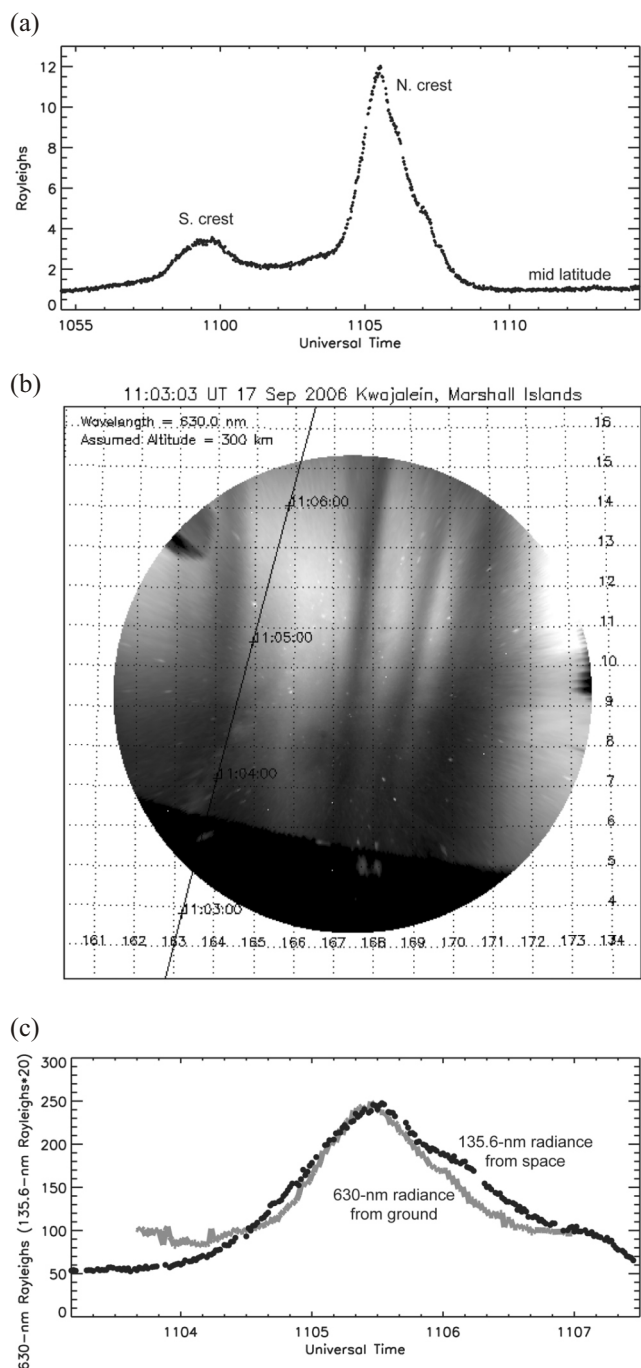 (a)
12
10
8
6
4
2
0
Rayleighs
S. crest
N. crest
mid latitude
1055
1100
1105
1110
Universal Time
(b)
11:03:03 UT 17 Sep 2006 Kwajalein, Marshall Islands
Wavelength = 630.0 nm
Assumed Altitude = 300 km
16
15
14
13
12
11
10
9
8
7
6
5
4
11:06:00
11:05:00
11:04:00
11:03:00
161 162 163 164 165 166 167 168 169 170 171 172 173 174
(c)
630-nm Rayleighs (135.6-nm Rayleighs*20)
300
250
200
150
100
50
0
135.6-nm radiance
from space
630-nm radiance
from ground
1104
1105
1106
1107
Universal Time